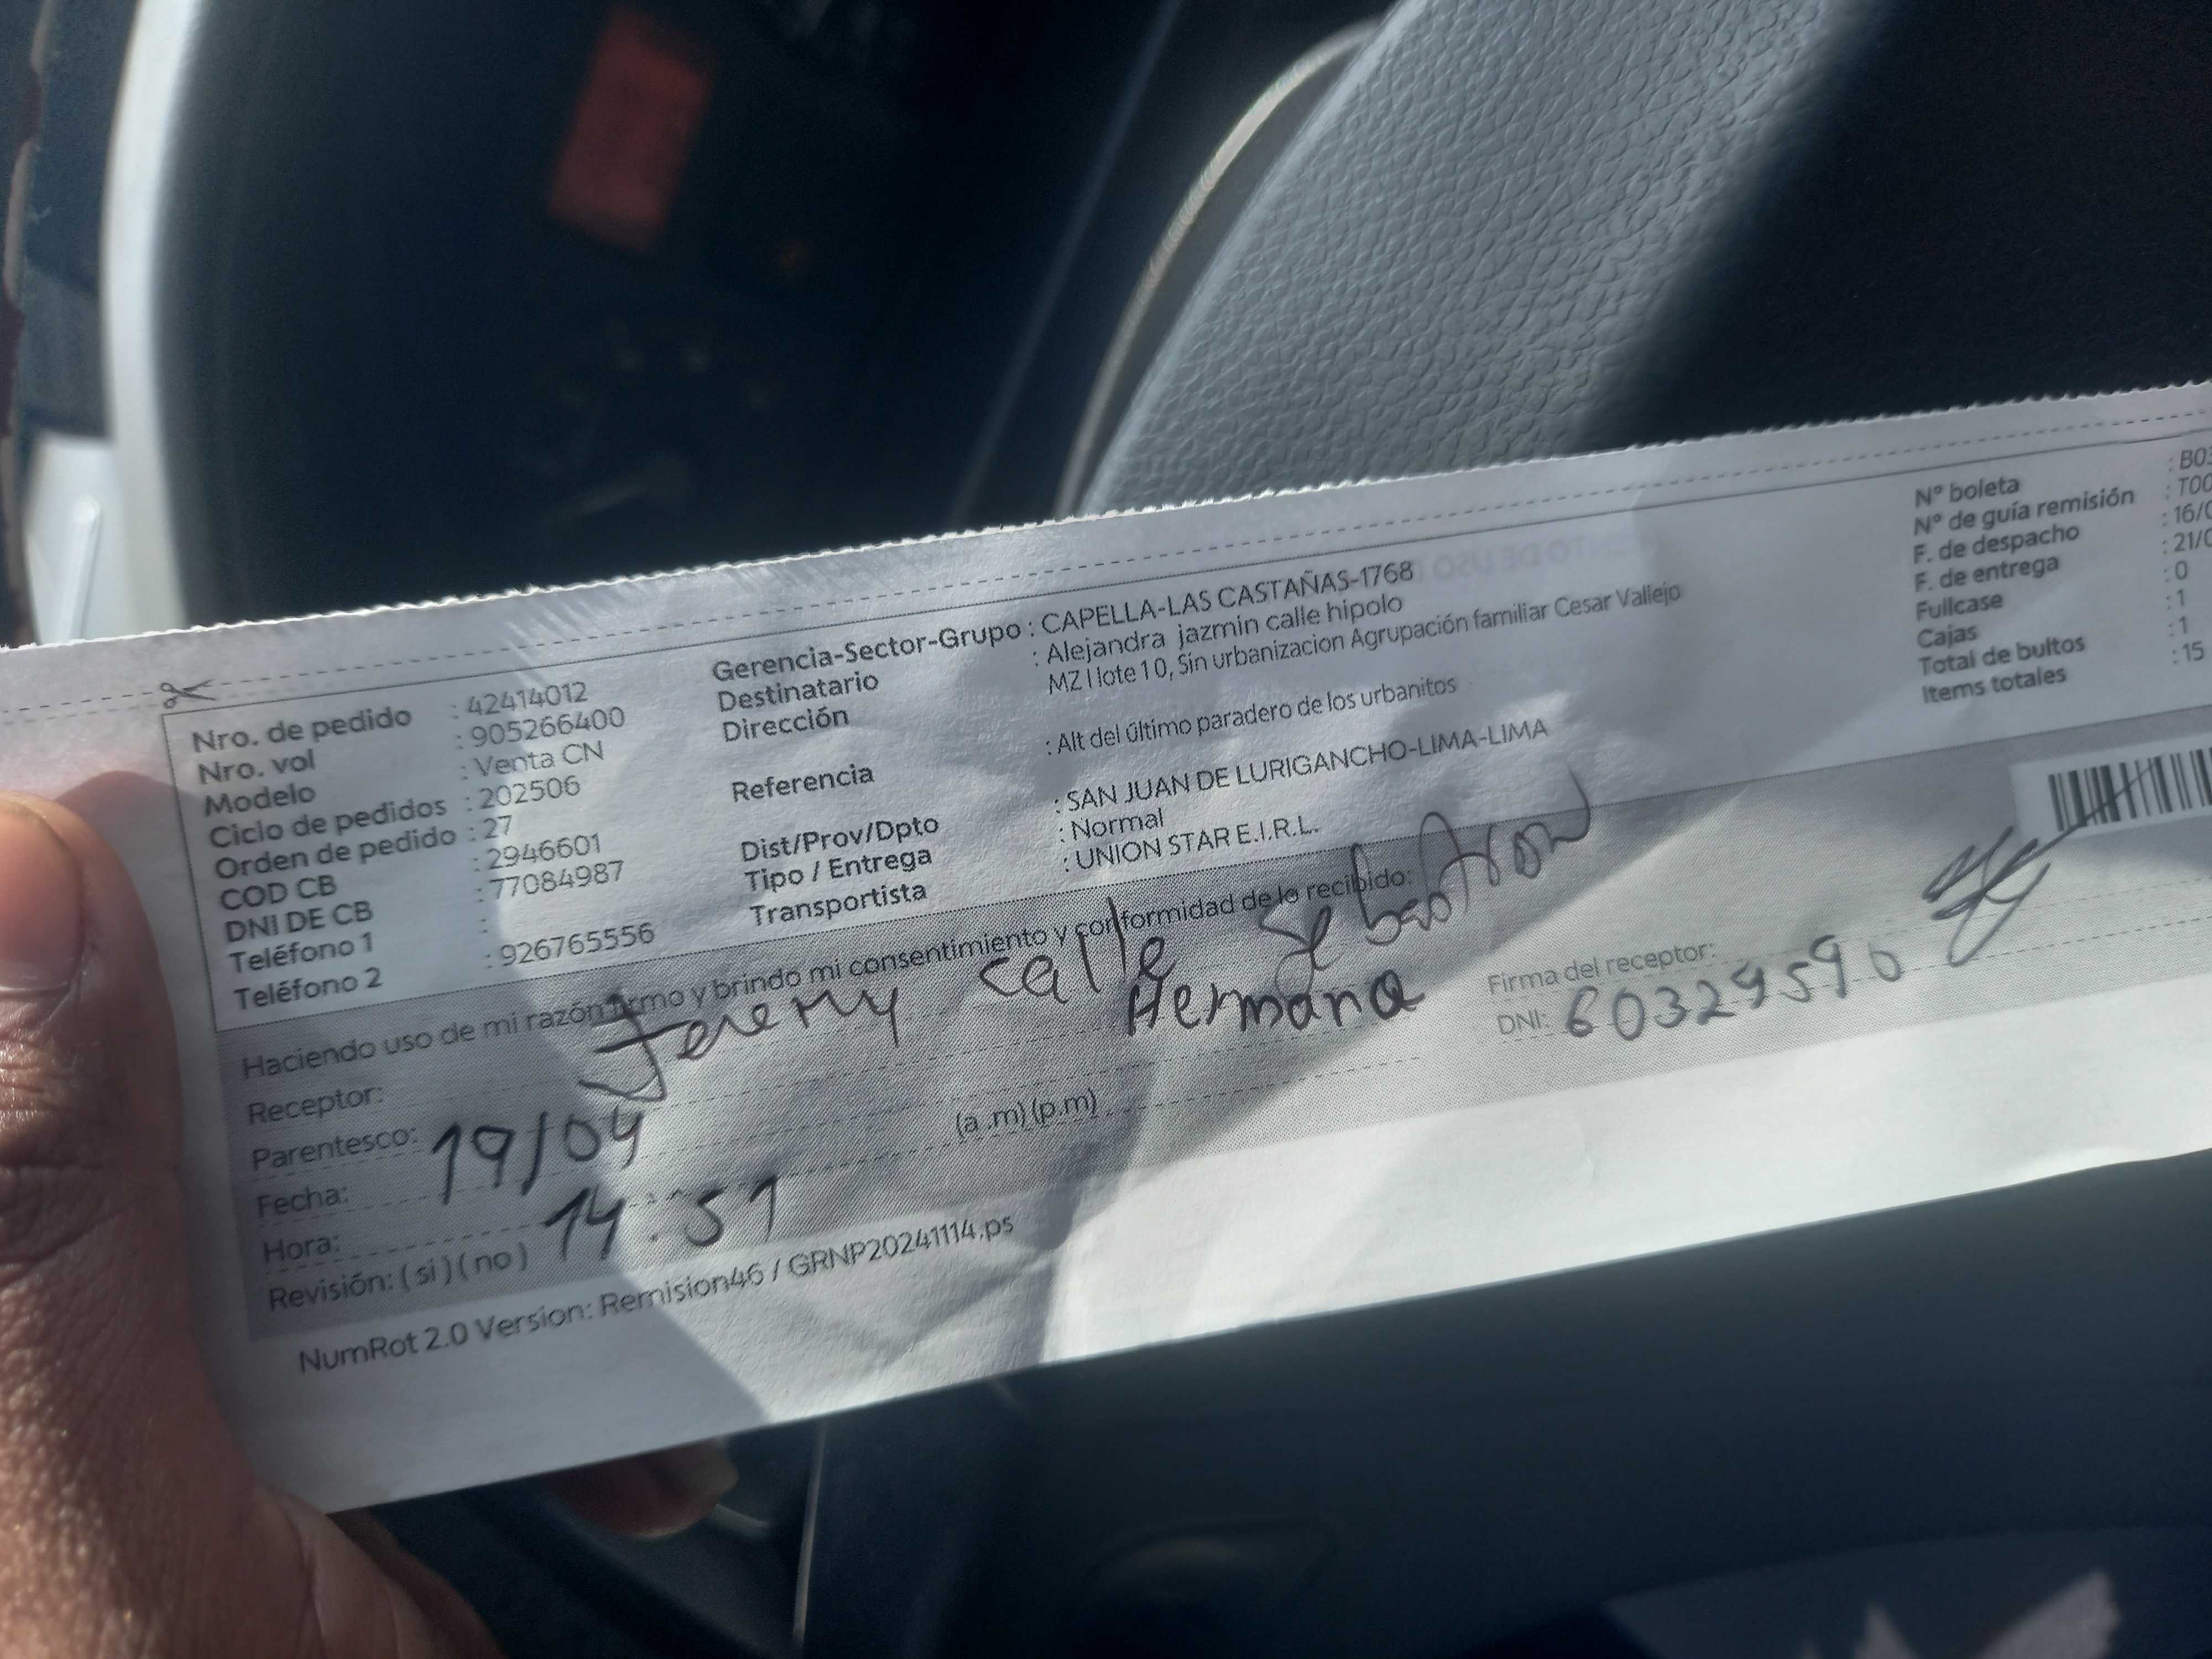 Nro. de pedido : 42414012
Nro. vol : 905266400
Modelo : Venta CN
Ciclo de pedidos : 202506
Orden de pedido : 27
COD CB : 2946601
DNI DE CB : 77084987
Teléfono 1 :
Teléfono 2 : 926765556
Gerencia-Sector-Grupo : CAPELLA-LAS CASTAÑAS-1768
Destinatario : Alejandra jazmin calle hipolo
Dirección MZ I lote 10, Sin urbanizacion Agrupación familiar Cesar Vallejo
Referencia : Alt del último paradero de los urbanitos
Dist/Prov/Dpto : SAN JUAN DE LURIGANCHO-LIMA-LIMA
Tipo / Entrega : Normal
Transportista : UNION STAR E.I.R.L.
N° boleta : B03
N° de guía remisión : T00
F. de despacho : 16/0
F. de entrega : 21/0
Fullcase : 0
Cajas : 1
Total de bultos : 1
Items totales : 15
Haciendo uso de mi razón firmo y brindo mi consentimiento y conformidad de lo recibido:
Receptor: Jeremy calle Sebastian
Parentesco: Hermana
Fecha: 19/04
Hora: 14:51 (a .m) (p.m)
Revisión: ( si ) ( no )
Firma del receptor:
DNI: 60329590
NumRot 2.0 Version: Remision46 / GRNP20241114.ps